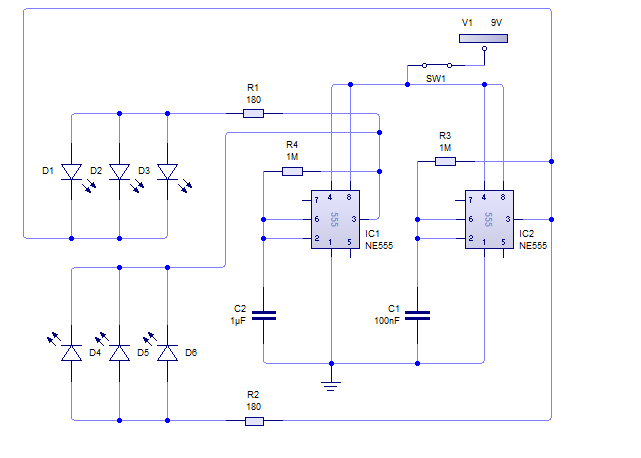 V1 9V
SW1
R1
180
R4
1M
R3
1M
D1 D2 D3
7 4 8
6 555 3
2 1 5
IC1
NE555
7 4 8
6 555 3
2 1 5
IC2
NE555
C2
1µF
C1
100nF
D4 D5 D6
R2
180